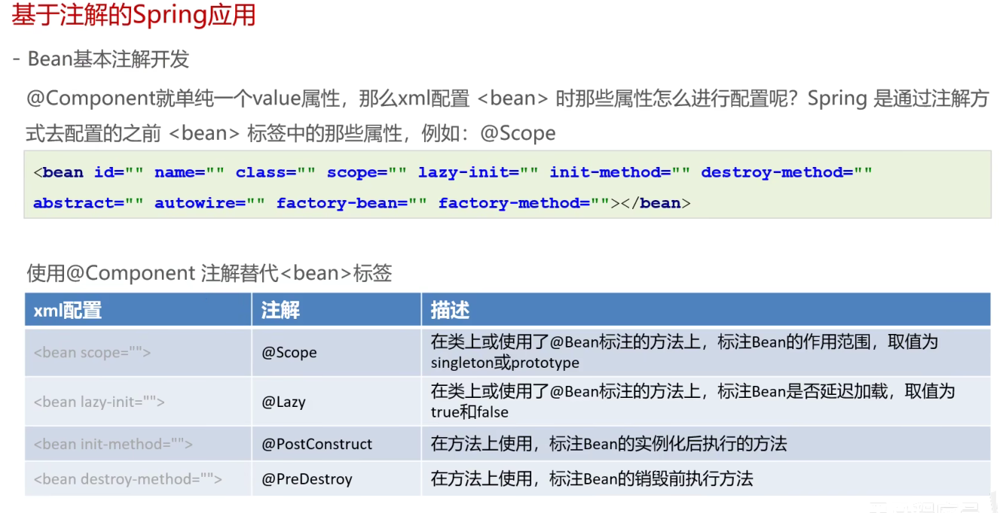 基于注解的Spring应用
- Bean基本注解开发
@Component就单纯一个value属性，那么xml配置 <bean> 时那些属性怎么进行配置呢？Spring 是通过注解方
式去配置的之前 <bean> 标签中的那些属性，例如：@Scope
<bean id="" name="" class="" scope="" lazy-init="" init-method="" destroy-method=""
abstract="" autowire="" factory-bean="" factory-method=""></bean>
使用@Component 注解替代<bean>标签
xml配置 注解 描述
<bean scope=""> @Scope 在类上或使用了@Bean标注的方法上，标注Bean的作用范围，取值为
singleton或prototype
<bean lazy-init=""> @Lazy 在类上或使用了@Bean标注的方法上，标注Bean是否延迟加载，取值为
true和false
<bean init-method=""> @PostConstruct 在方法上使用，标注Bean的实例化后执行的方法
<bean destroy-method=""> @PreDestroy 在方法上使用，标注Bean的销毁前执行方法